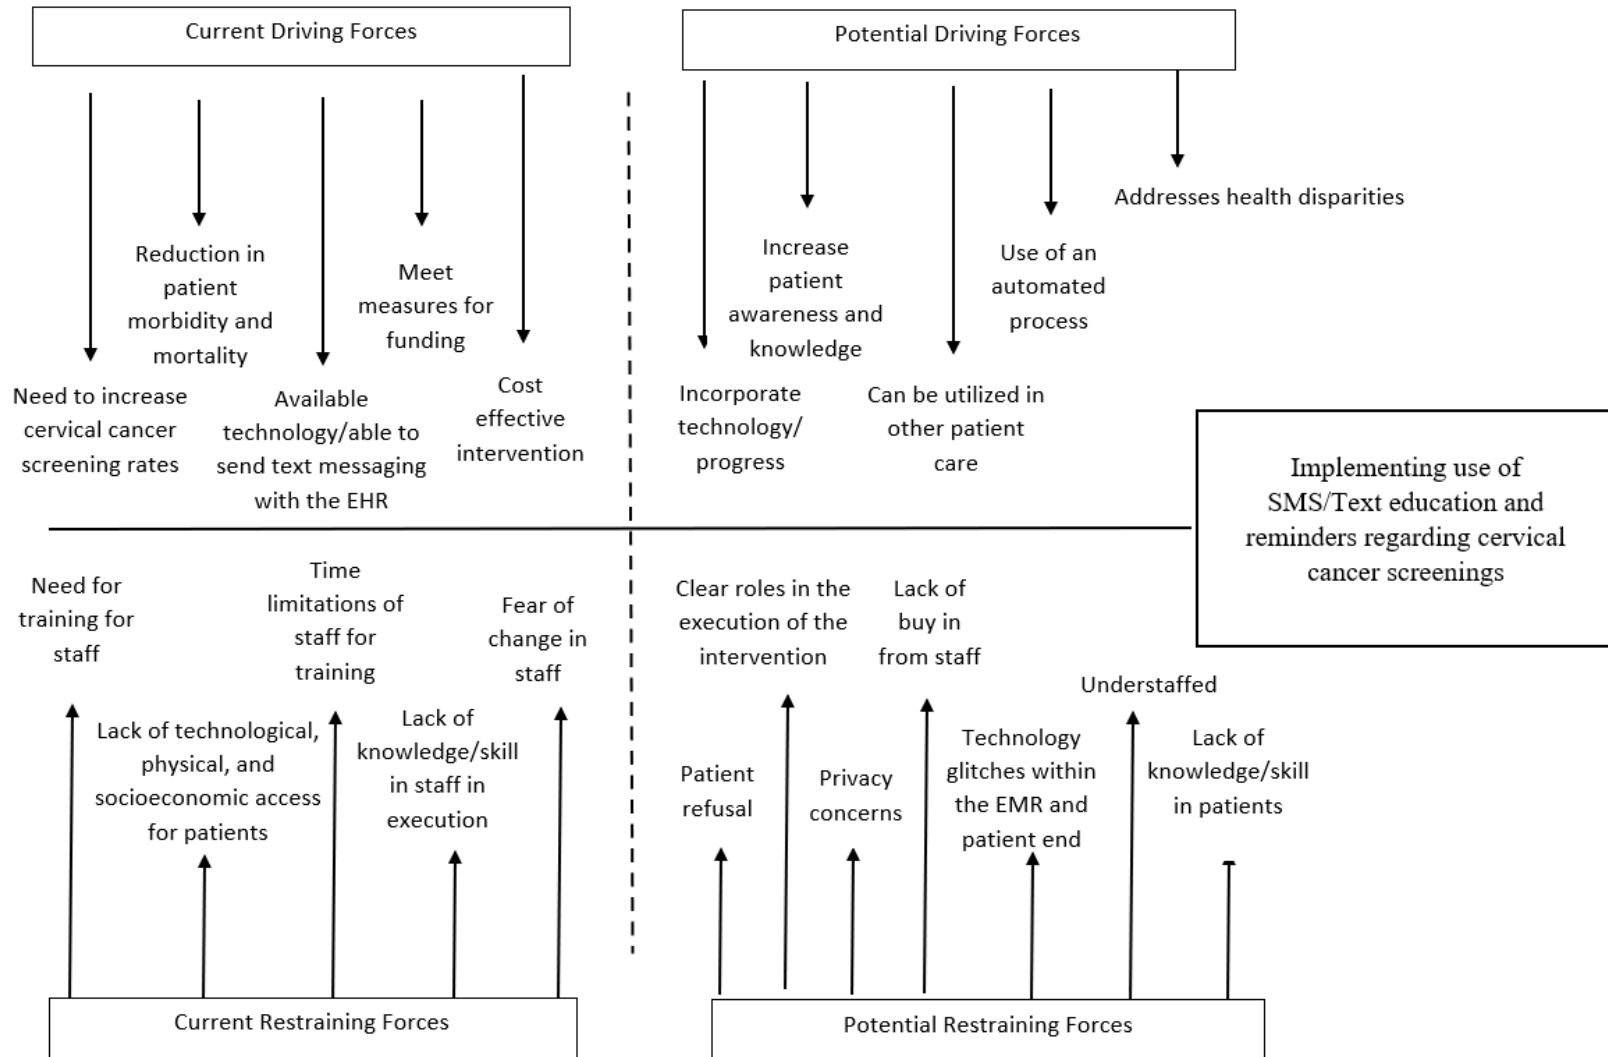 Current Driving Forces
Potential Driving Forces
Need to increase
cervical cancer
screening rates
Reduction in
patient
morbidity and
mortality
Available
technology/able to
send text messaging
with the EHR
Meet
measures for
funding
Cost
effective
intervention
Incorporate
technology/
progress
Increase
patient
awareness and
knowledge
Can be utilized in
other patient
care
Use of an
automated
process
Addresses health disparities
Implementing use of
SMS/Text education and
reminders regarding cervical
cancer screenings
Need for
training for
staff
Lack of technological,
physical, and
socioeconomic access
for patients
Time
limitations of
staff for
training
Lack of
knowledge/skill
in staff in
execution
Fear of
change in
staff
Patient
refusal
Clear roles in the
execution of the
intervention
Privacy
concerns
Lack of
buy in
from staff
Technology
glitches within
the EMR and
patient end
Understaffed
Lack of
knowledge/skill
in patients
Current Restraining Forces
Potential Restraining Forces